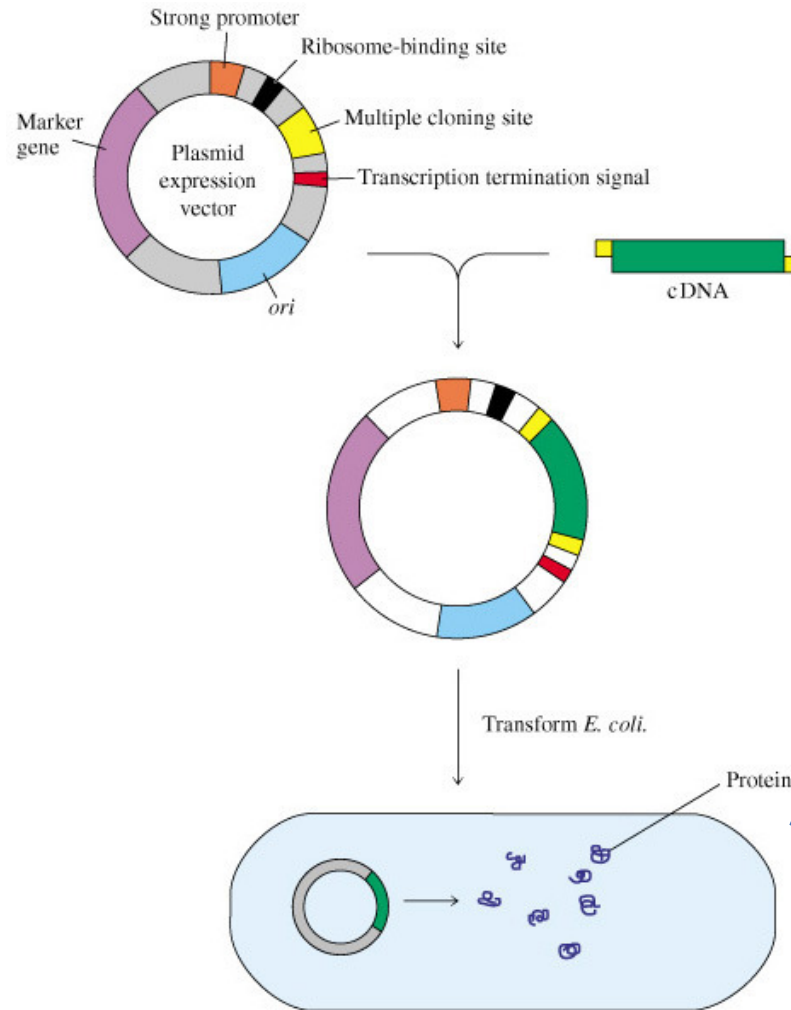 Strong promoter
Ribosome-binding site
Marker
gene
Multiple cloning site
Plasmid
expression
vector
Transcription termination signal
ori
cDNA
Transform E. coli.
Protein